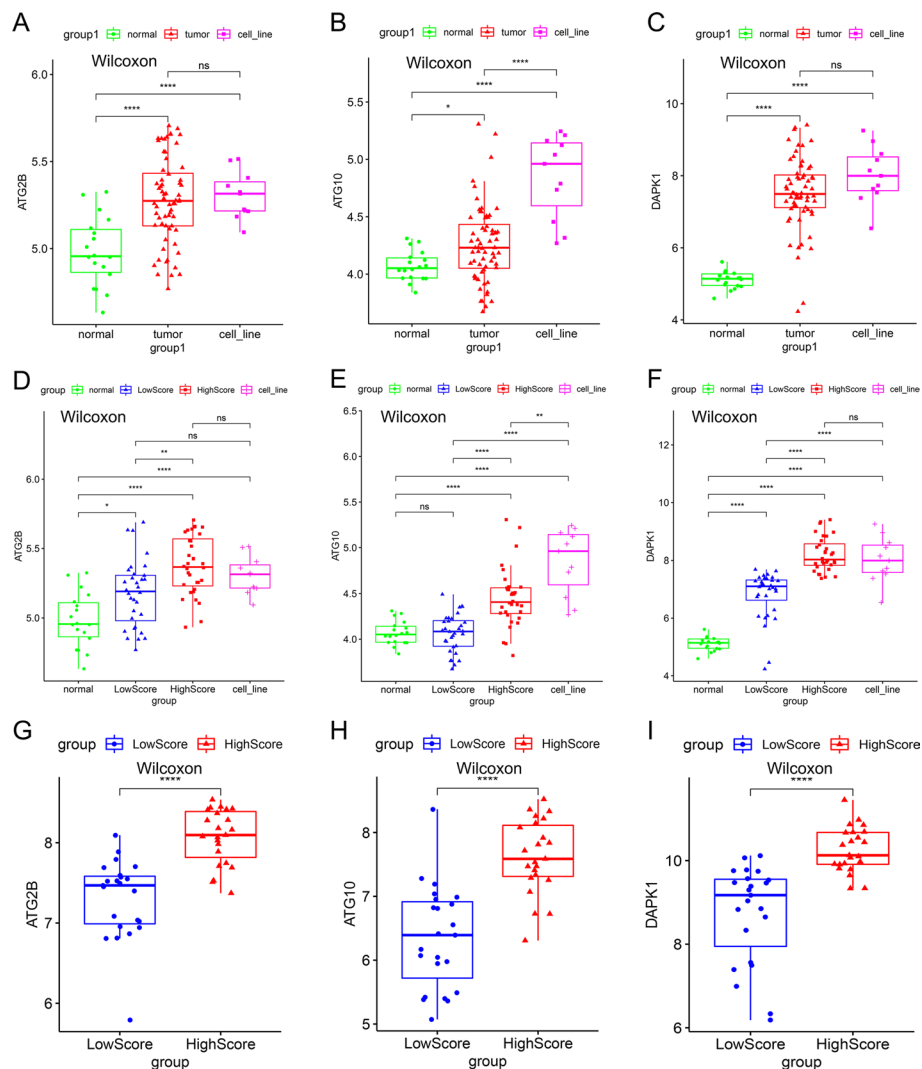 A
group1 normal tumor cell_line
Wilcoxon
ns
****
****
6.0
5.5
5.0
ATG2B
normal tumor cell_line
group1
B
group1 normal tumor cell_line
Wilcoxon
****
****
*
5.5
5.0
4.5
4.0
ATG10
normal tumor cell_line
group1
C
group1 normal tumor cell_line
Wilcoxon
ns
****
****
10
8
6
4
DAPK1
normal tumor cell_line
group1
D
group normal LowScore HighScore cell_line
Wilcoxon
ns
ns
**
****
****
*
6.0
5.5
5.0
ATG2B
normal LowScore HighScore cell_line
group
E
group normal LowScore HighScore cell_line
Wilcoxon
**
****
****
****
****
ns
6.5
6.0
5.5
5.0
4.5
4.0
ATG10
normal LowScore HighScore cell_line
group
F
group normal LowScore HighScore cell_line
Wilcoxon
ns
****
****
****
****
****
12
10
8
6
4
DAPK1
normal LowScore HighScore cell_line
group
G
group LowScore HighScore
Wilcoxon
****
8
7
6
ATG2B
LowScore HighScore
group
H
group LowScore HighScore
Wilcoxon
****
8
7
6
5
ATG10
LowScore HighScore
group
I
group LowScore HighScore
Wilcoxon
****
10
8
6
DAPK1
LowScore HighScore
group